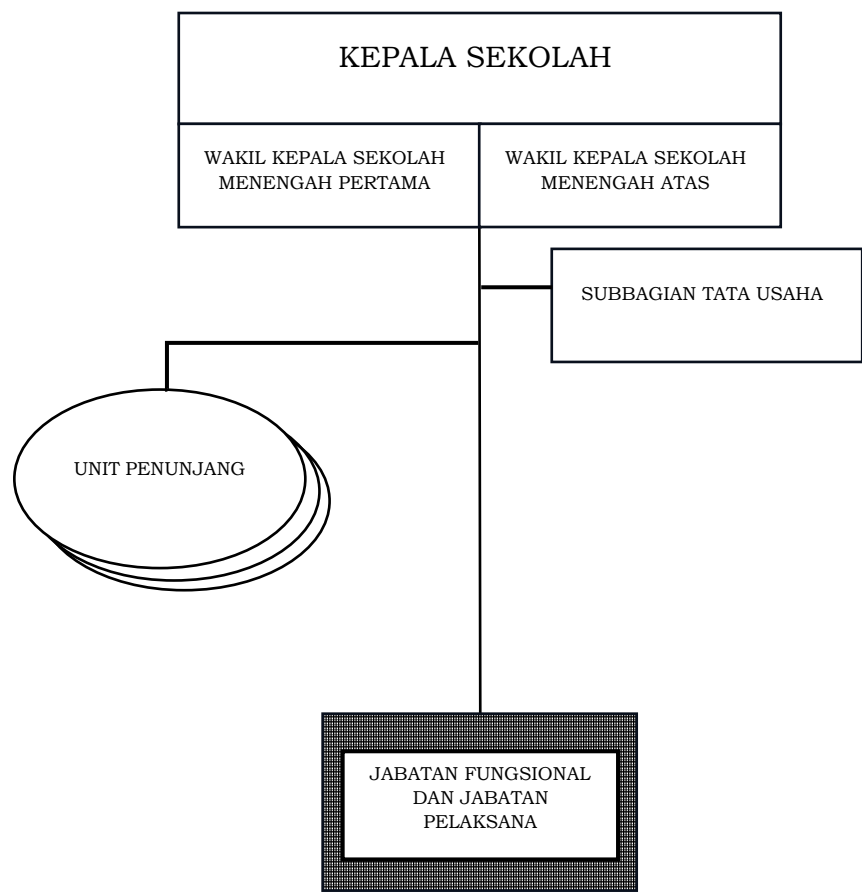 KEPALA SEKOLAH
WAKIL KEPALA SEKOLAH
MENENGAH PERTAMA
WAKIL KEPALA SEKOLAH
MENENGAH ATAS
SUBBAGIAN TATA USAHA
UNIT PENUNJANG
JABATAN FUNGSIONAL
DAN JABATAN
PELAKSANA